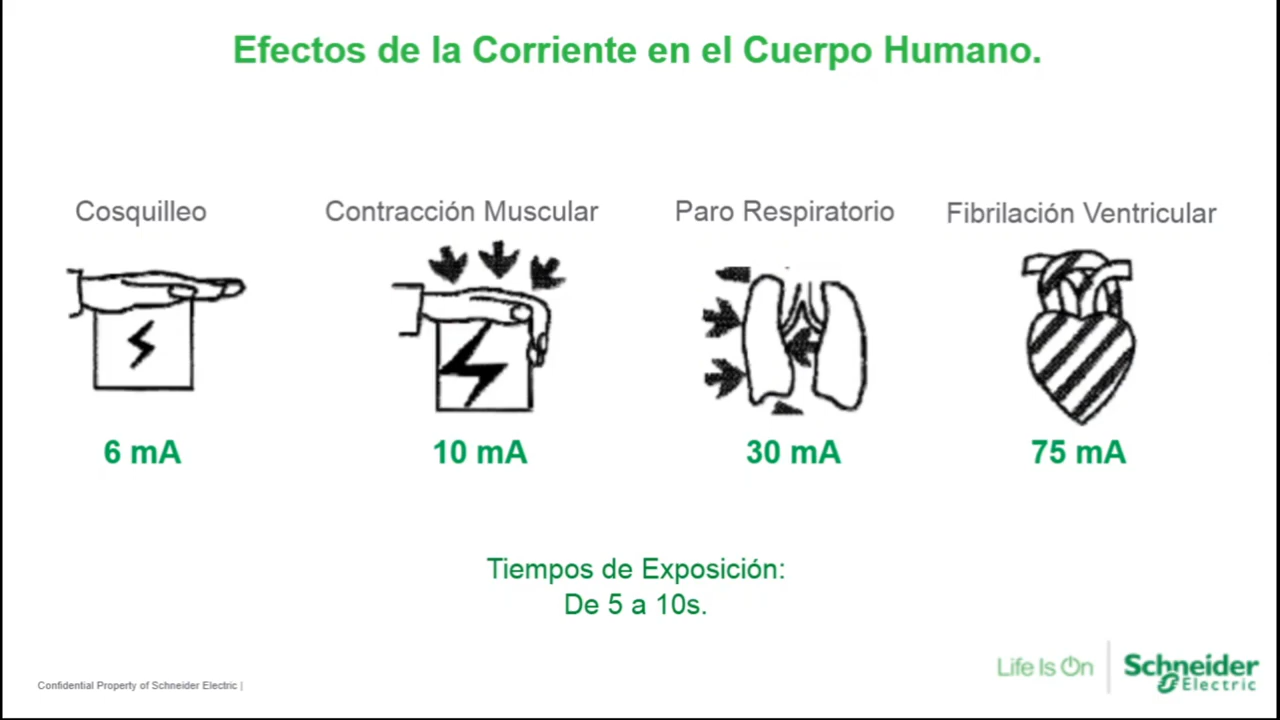 Efectos de la Corriente en el Cuerpo Humano.
Cosquilleo
Contracción Muscular
Paro Respiratorio
Fibrilación Ventricular
6 mA
10 mA
30 mA
75 mA
Tiempos de Exposición:
De 5 a 10s.
Confidential Property of Schneider Electric |
Life Is On
Schneider
Electric